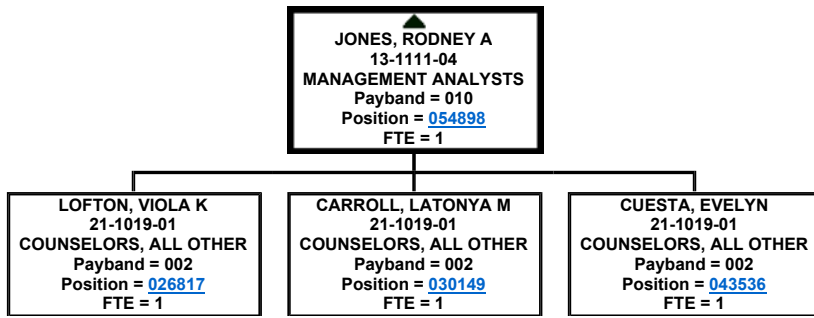 JONES, RODNEY A
13-1111-04
MANAGEMENT ANALYSTS
Payband = 010
Position = 054898
FTE = 1
LOFTON, VIOLA K
21-1019-01
COUNSELORS, ALL OTHER
Payband = 002
Position = 026817
FTE = 1
CARROLL, LATONYA M
21-1019-01
COUNSELORS, ALL OTHER
Payband = 002
Position = 030149
FTE = 1
CUESTA, EVELYN
21-1019-01
COUNSELORS, ALL OTHER
Payband = 002
Position = 043536
FTE = 1